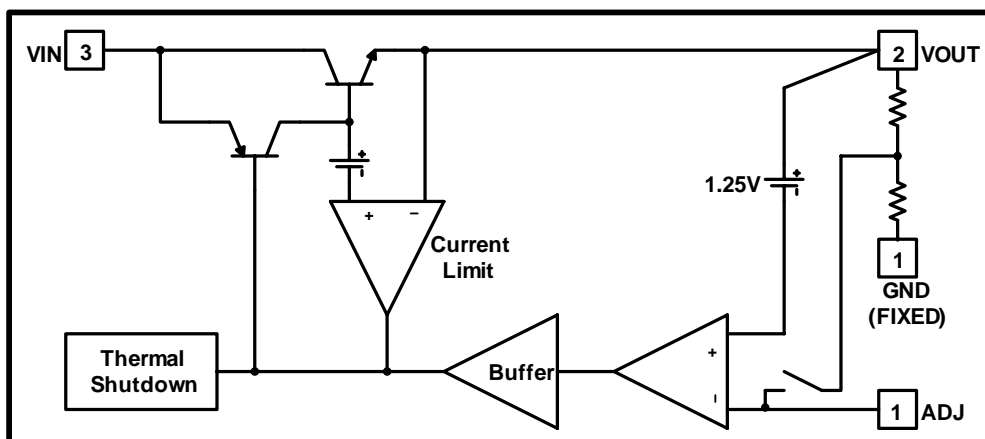 VIN 3
2 VOUT
+
-
1.25V
+
-
+ −
Current
Limit
1
GND
(FIXED)
Thermal
Shutdown
Buffer
+
-
1 ADJ